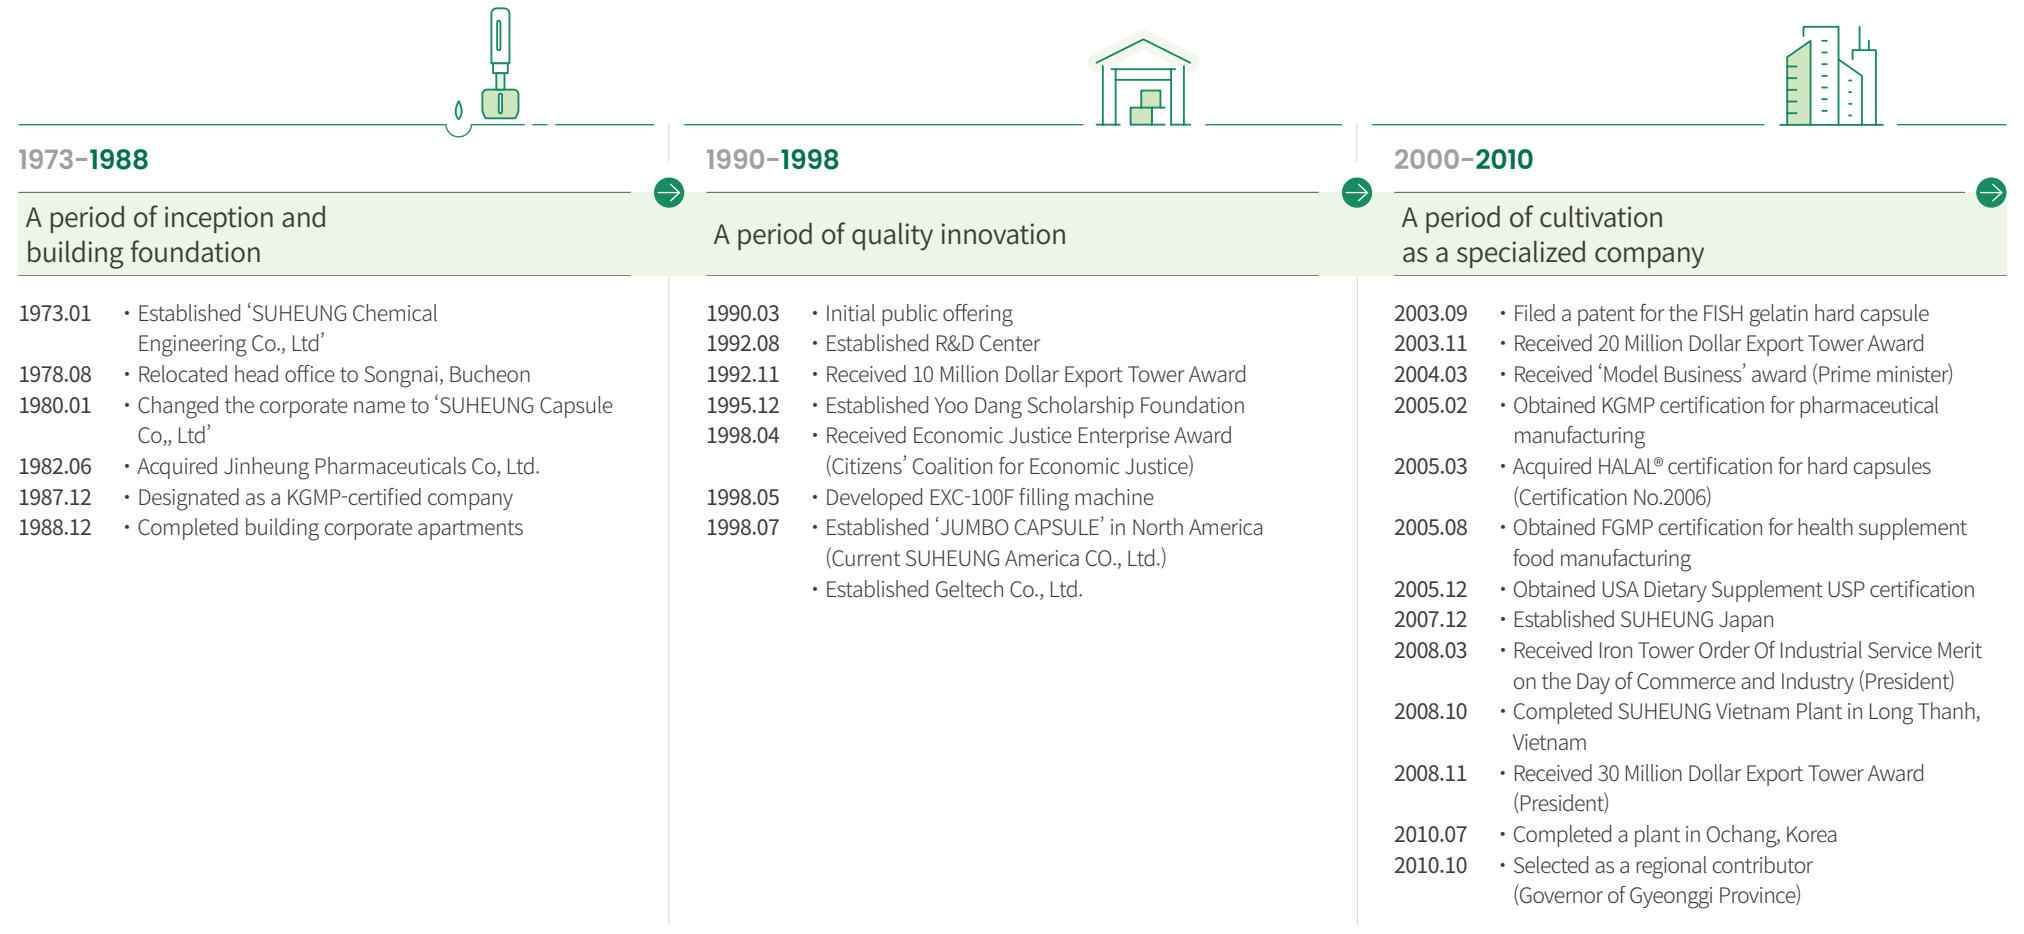 1973-1988
A period of inception and
building foundation
1973.01 • Established ‘SUHEUNG Chemical
Engineering Co., Ltd’
1978.08 • Relocated head office to Songnai, Bucheon
1980.01 • Changed the corporate name to ‘SUHEUNG Capsule
Co,, Ltd’
1982.06 • Acquired Jinheung Pharmaceuticals Co, Ltd.
1987.12 • Designated as a KGMP-certified company
1988.12 • Completed building corporate apartments
1990-1998
A period of quality innovation
1990.03 • Initial public offering
1992.08 • Established R&D Center
1992.11 • Received 10 Million Dollar Export Tower Award
1995.12 • Established Yoo Dang Scholarship Foundation
1998.04 • Received Economic Justice Enterprise Award
(Citizens’ Coalition for Economic Justice)
1998.05 • Developed EXC-100F filling machine
1998.07 • Established ‘JUMBO CAPSULE’ in North America
(Current SUHEUNG America CO., Ltd.)
• Established Geltech Co., Ltd.
2000-2010
A period of cultivation
as a specialized company
2003.09 • Filed a patent for the FISH gelatin hard capsule
2003.11 • Received 20 Million Dollar Export Tower Award
2004.03 • Received ‘Model Business’ award (Prime minister)
2005.02 • Obtained KGMP certification for pharmaceutical
manufacturing
2005.03 • Acquired HALAL® certification for hard capsules
(Certification No.2006)
2005.08 • Obtained FGMP certification for health supplement
food manufacturing
2005.12 • Obtained USA Dietary Supplement USP certification
2007.12 • Established SUHEUNG Japan
2008.03 • Received Iron Tower Order Of Industrial Service Merit
on the Day of Commerce and Industry (President)
2008.10 • Completed SUHEUNG Vietnam Plant in Long Thanh,
Vietnam
2008.11 • Received 30 Million Dollar Export Tower Award
(President)
2010.07 • Completed a plant in Ochang, Korea
2010.10 • Selected as a regional contributor
(Governor of Gyeonggi Province)